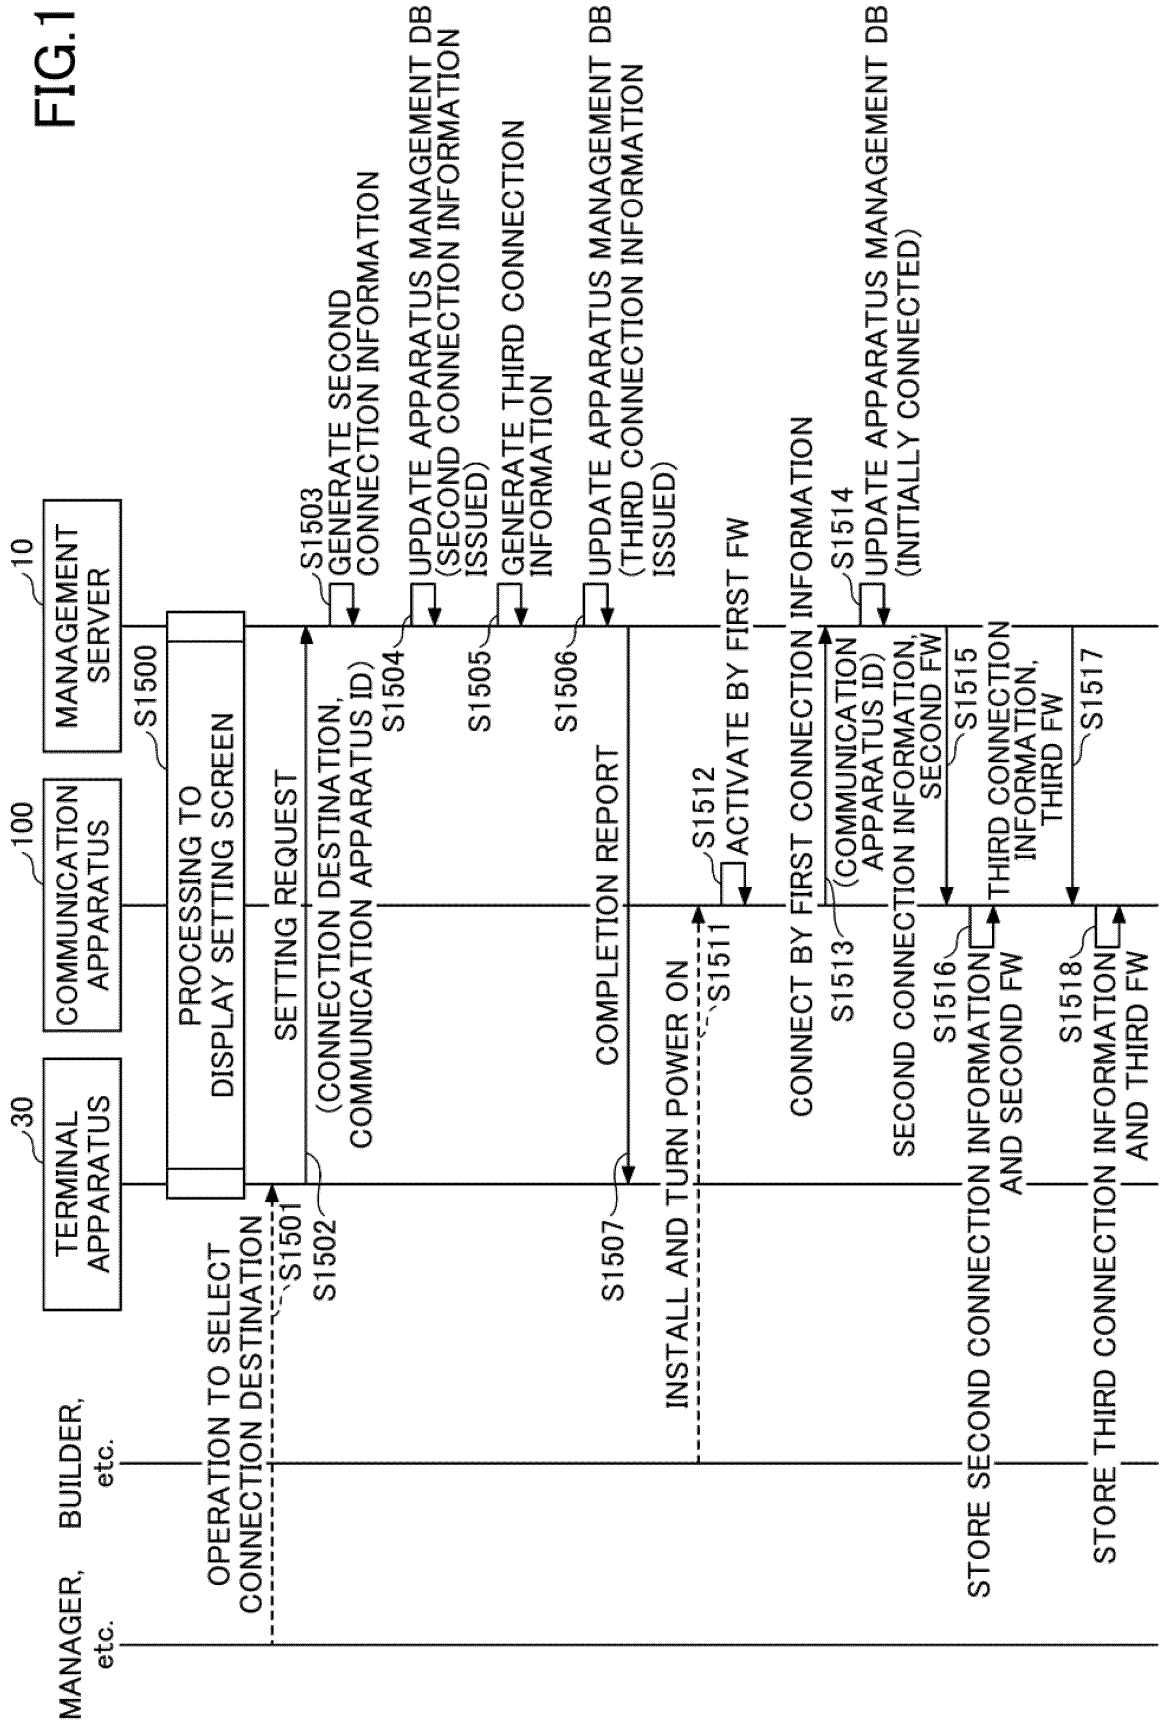 FIG.1
MANAGER,
etc.
BUILDER,
etc.
30
TERMINAL
APPARATUS
100
COMMUNICATION
APPARATUS
10
MANAGEMENT
SERVER
S1500
PROCESSING TO
DISPLAY SETTING SCREEN
OPERATION TO SELECT
CONNECTION DESTINATION
S1501
S1502
SETTING REQUEST
(CONNECTION DESTINATION,
COMMUNICATION APPARATUS ID)
S1503
GENERATE SECOND
CONNECTION INFORMATION
S1504
UPDATE APPARATUS MANAGEMENT DB
(SECOND CONNECTION INFORMATION
ISSUED)
S1505
GENERATE THIRD CONNECTION
INFORMATION
S1506
UPDATE APPARATUS MANAGEMENT DB
(THIRD CONNECTION INFORMATION
ISSUED)
COMPLETION REPORT
S1507
INSTALL AND TURN POWER ON
S1511
S1512
ACTIVATE BY FIRST FW
CONNECT BY FIRST CONNECTION INFORMATION
S1513
(COMMUNICATION
APPARATUS ID)
S1514
UPDATE APPARATUS MANAGEMENT DB
(INITIALLY CONNECTED)
SECOND CONNECTION INFORMATION,
SECOND FW
S1515
S1516
STORE SECOND CONNECTION INFORMATION
AND SECOND FW
THIRD CONNECTION
INFORMATION,
THIRD FW
S1517
S1518
STORE THIRD CONNECTION INFORMATION
AND THIRD FW